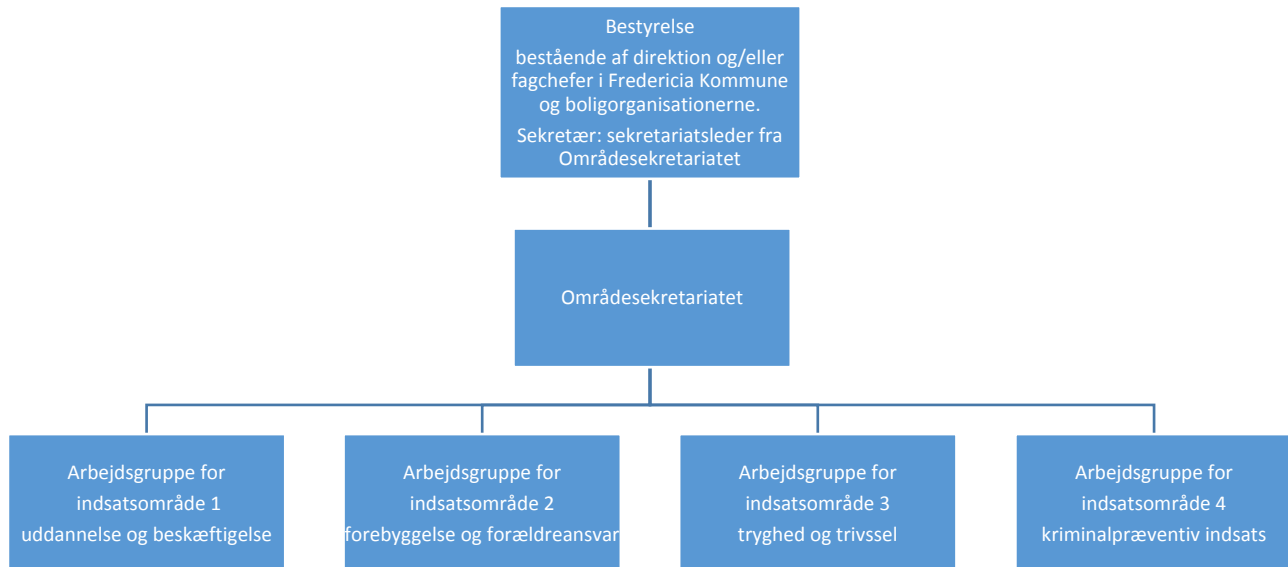 Bestyrelse
bestående af direktion og/eller
fagchefer i Fredericia Kommune
og boligorganisationerne.
Sekretær: sekretariatsleder fra
Områdesekretariatet
Områdesekretariatet
Arbejdsgruppe for
indsatsområde 1
uddannelse og beskæftigelse
Arbejdsgruppe for
indsatsområde 2
forebyggelse og forældreansvar
Arbejdsgruppe for
indsatsområde 3
tryghed og trivssel
Arbejdsgruppe for
indsatsområde 4
kriminalpræventiv indsats